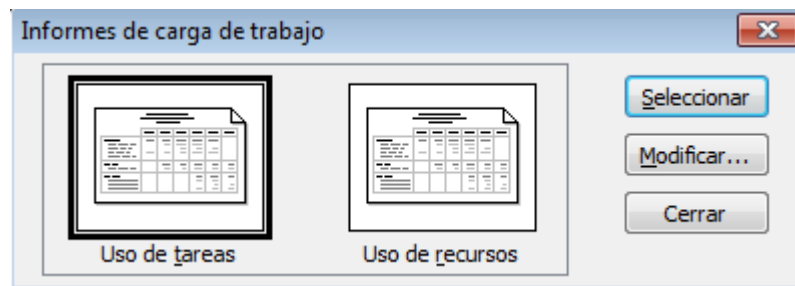 Informes de carga de trabajo
Seleccionar
Modificar...
Cerrar
Uso de tareas
Uso de recursos